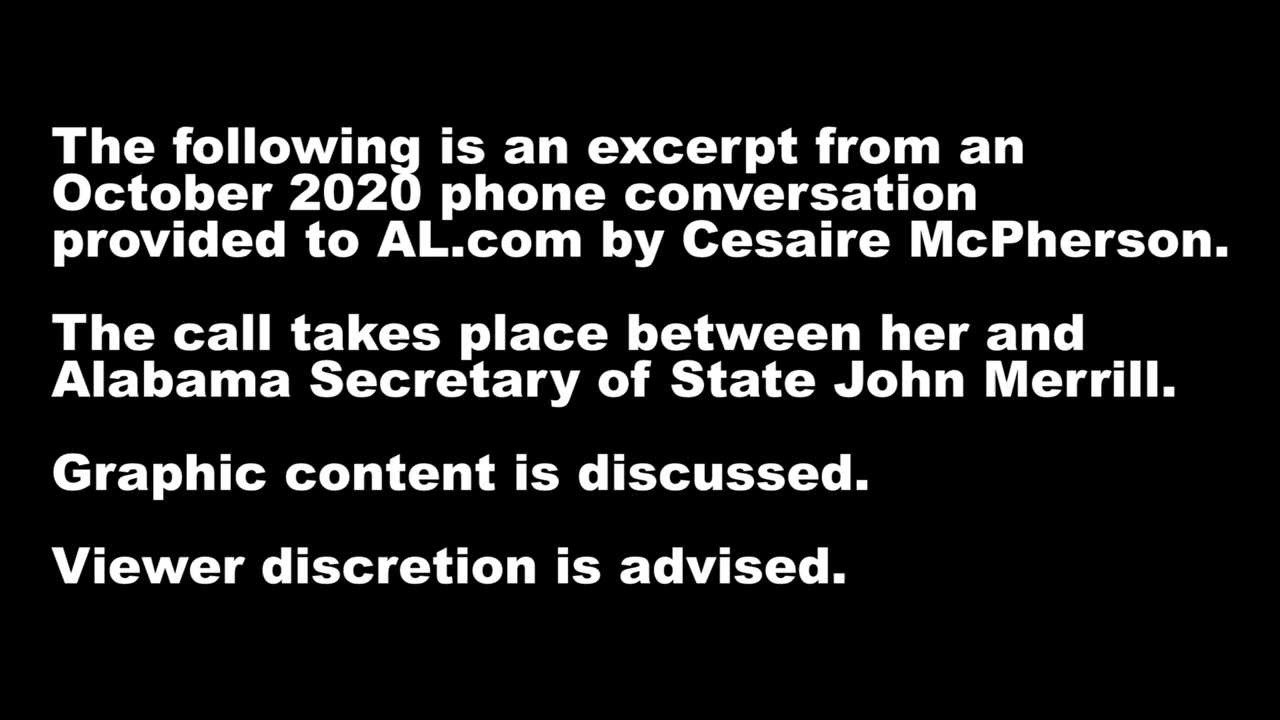 The following is an excerpt from an
October 2020 phone conversation
provided to AL.com by Cesaire McPherson.
The call takes place between her and
Alabama Secretary of State John Merrill.
Graphic content is discussed.
Viewer discretion is advised.